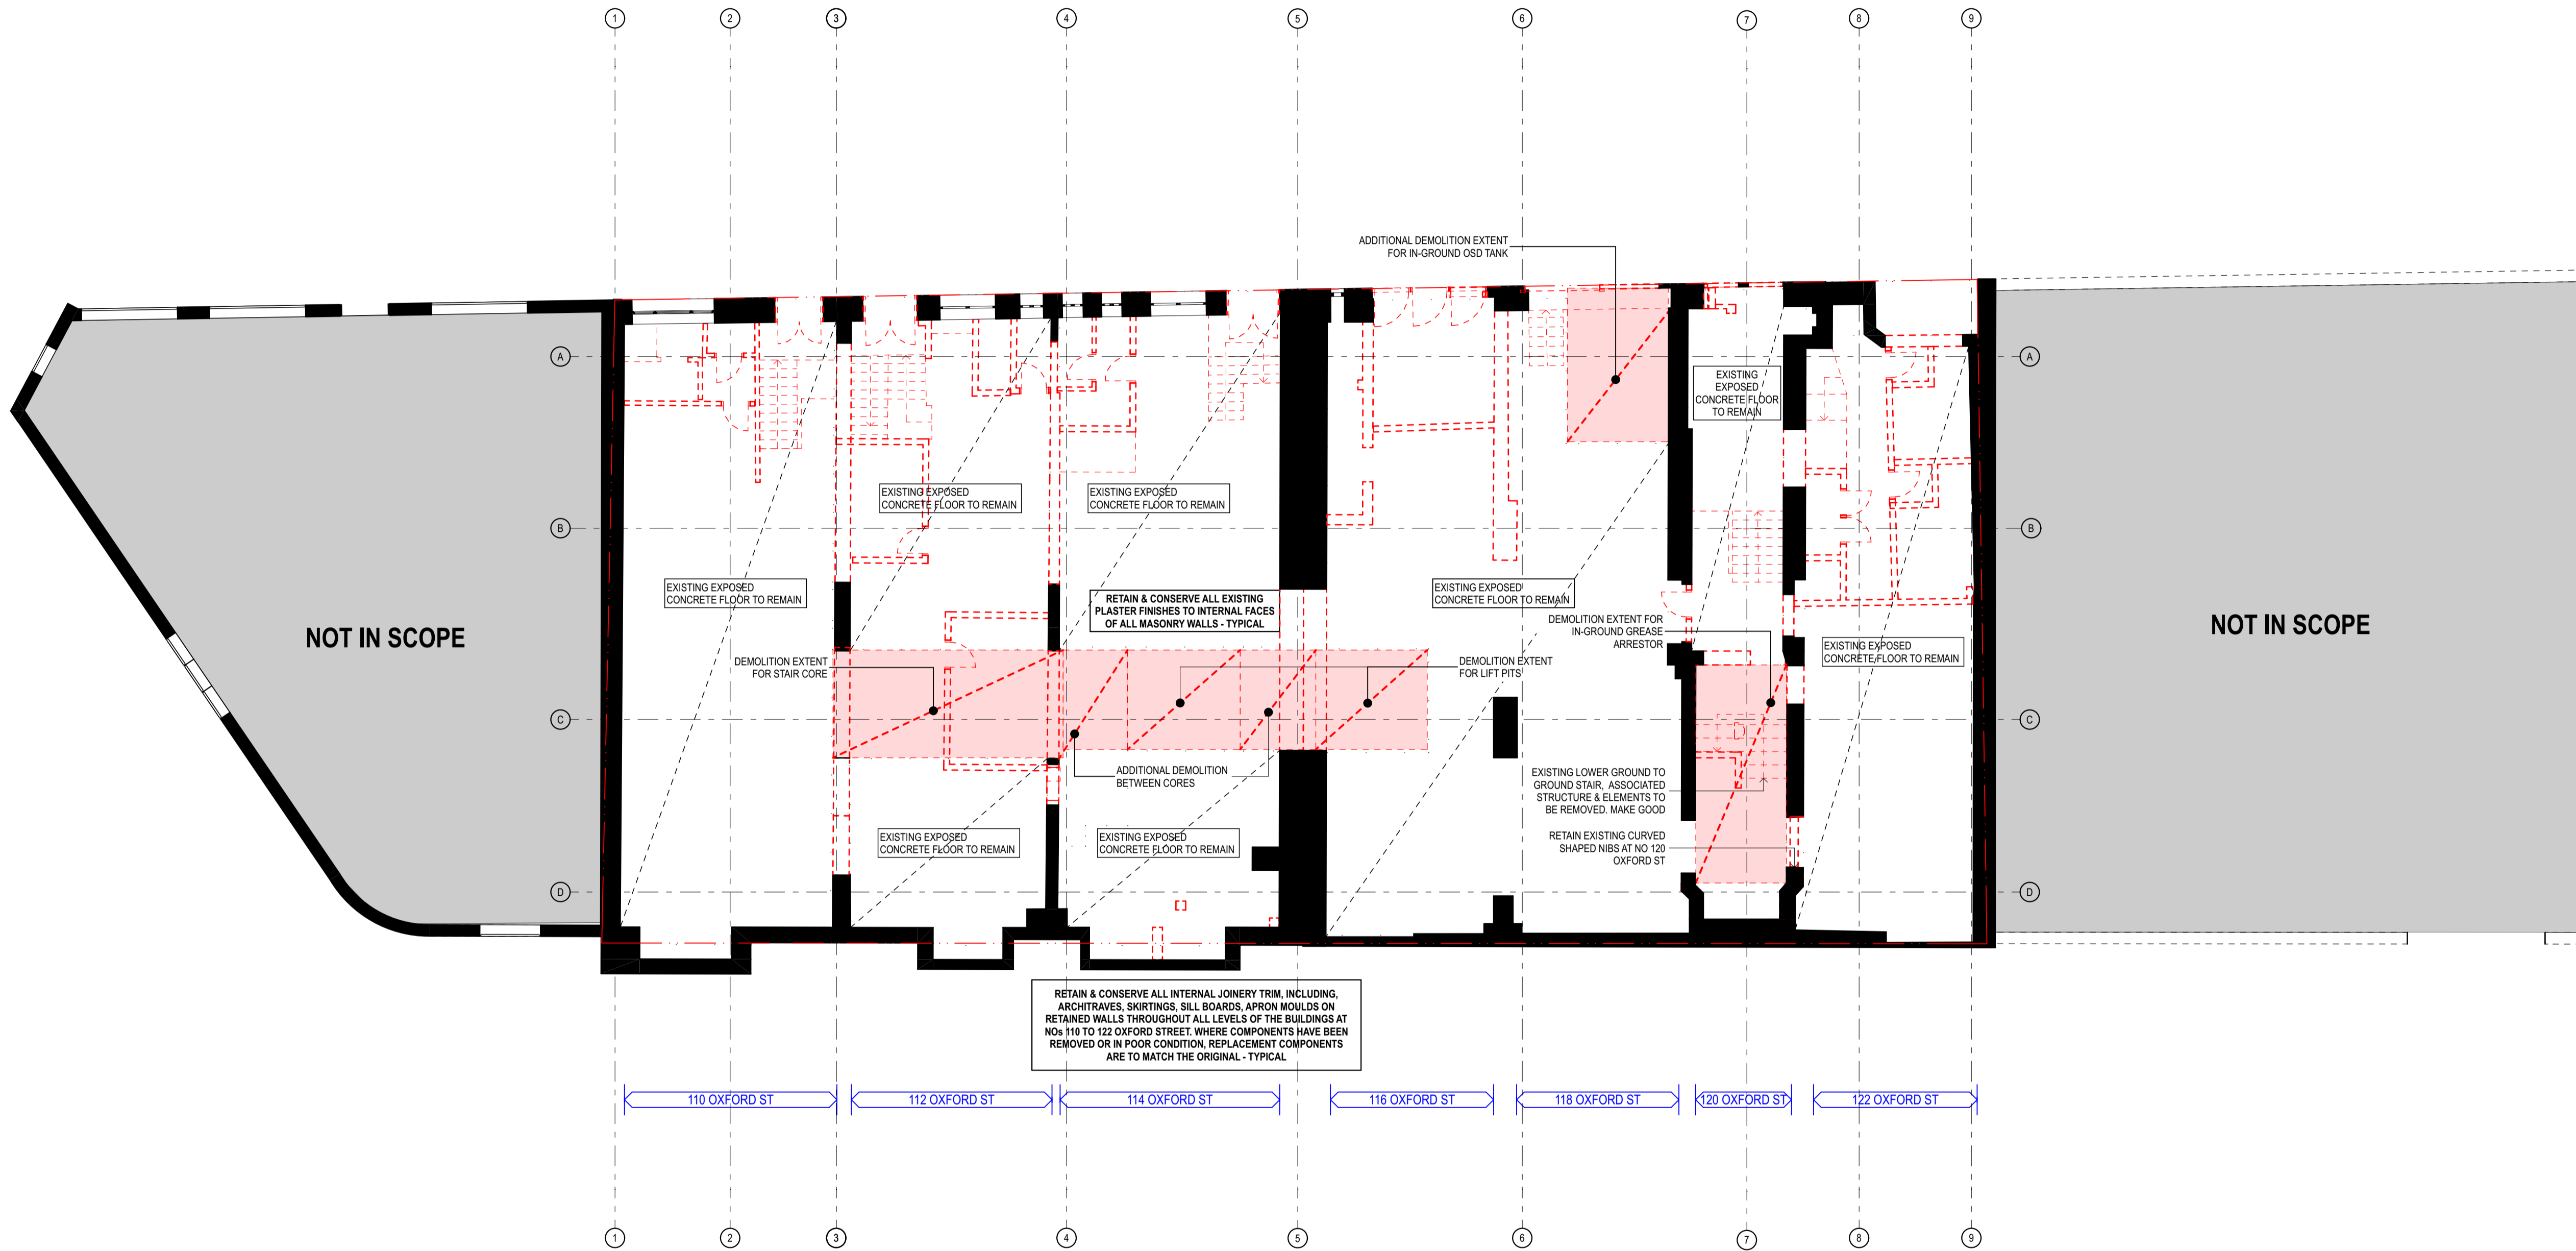 1 2 3 4 5 6 7 8 9
ADDITIONAL DEMOLITION EXTENT
FOR IN-GROUND OSD TANK
A
A
EXISTING
EXPOSED
CONCRETE FLOOR
TO REMAIN
EXISTING EXPOSED
CONCRETE FLOOR TO REMAIN
EXISTING EXPOSED
CONCRETE FLOOR TO REMAIN
B
B
EXISTING EXPOSED
CONCRETE FLOOR TO REMAIN
RETAIN & CONSERVE ALL EXISTING
PLASTER FINISHES TO INTERNAL FACES
OF ALL MASONRY WALLS - TYPICAL
EXISTING EXPOSED
CONCRETE FLOOR TO REMAIN
NOT IN SCOPE
NOT IN SCOPE
DEMOLITION EXTENT FOR
IN-GROUND GREASE
ARRESTOR
EXISTING EXPOSED
CONCRETE FLOOR TO REMAIN
DEMOLITION EXTENT
FOR STAIR CORE
DEMOLITION EXTENT
FOR LIFT PITS
C
C
ADDITIONAL DEMOLITION
BETWEEN CORES
EXISTING LOWER GROUND TO
GROUND STAIR, ASSOCIATED
STRUCTURE & ELEMENTS TO
BE REMOVED. MAKE GOOD
EXISTING EXPOSED
CONCRETE FLOOR TO REMAIN
EXISTING EXPOSED
CONCRETE FLOOR TO REMAIN
RETAIN EXISTING CURVED
SHAPED NIBS AT NO 120
OXFORD ST
D
D
RETAIN & CONSERVE ALL INTERNAL JOINERY TRIM, INCLUDING,
ARCHITRAVES, SKIRTINGS, SILL BOARDS, APRON MOULDS ON
RETAINED WALLS THROUGHOUT ALL LEVELS OF THE BUILDINGS AT
NOs 110 TO 122 OXFORD STREET. WHERE COMPONENTS HAVE BEEN
REMOVED OR IN POOR CONDITION, REPLACEMENT COMPONENTS
ARE TO MATCH THE ORIGINAL - TYPICAL
110 OXFORD ST
112 OXFORD ST
114 OXFORD ST
116 OXFORD ST
118 OXFORD ST
120 OXFORD ST
122 OXFORD ST
1 2 3 4 5 6 7 8 9